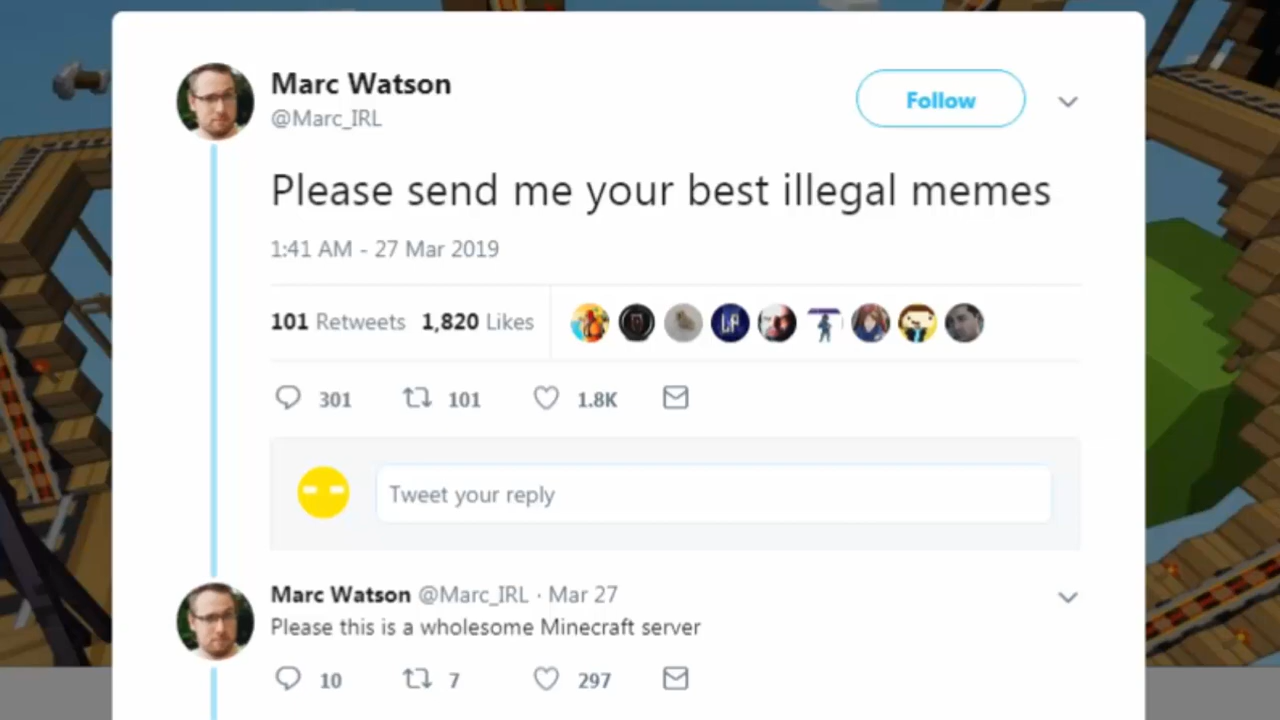 Marc Watson
@Marc_IRL
Follow
Please send me your best illegal memes
1:41 AM - 27 Mar 2019
101 Retweets 1,820 Likes
LP
301 101 1.8K
Tweet your reply
Marc Watson @Marc_IRL · Mar 27
Please this is a wholesome Minecraft server
10 7 297